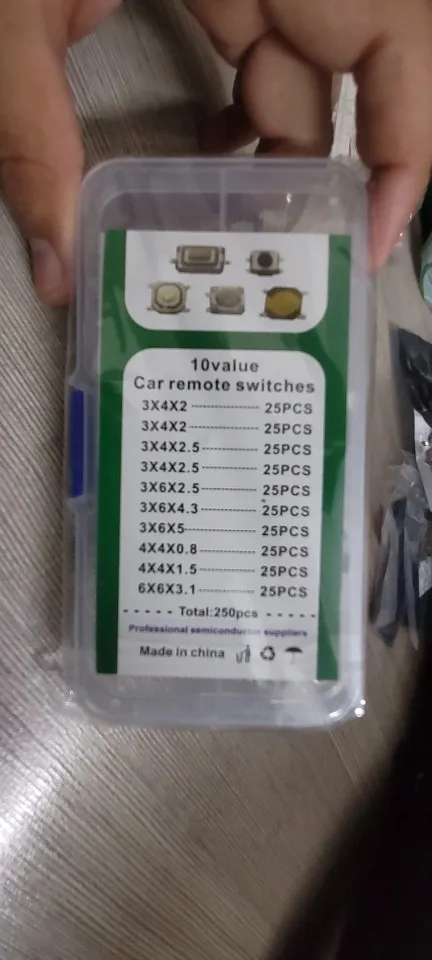 10value
Car remote switches
3X4X2 ------------- 25PCS
3X4X2 ------------- 25PCS
3X4X2.5 ----------- 25PCS
3X4X2.5 ----------- 25PCS
3X6X2.5 ----------- 25PCS
3X6X4.3 ----------- 25PCS
3X6X5 ------------- 25PCS
4X4X0.8 ----------- 25PCS
4X4X1.5 ----------- 25PCS
6X6X3.1 ----------- 25PCS
- - - - - Total:250pcs - - - - -
Professional semiconductor suppliers
Made in china